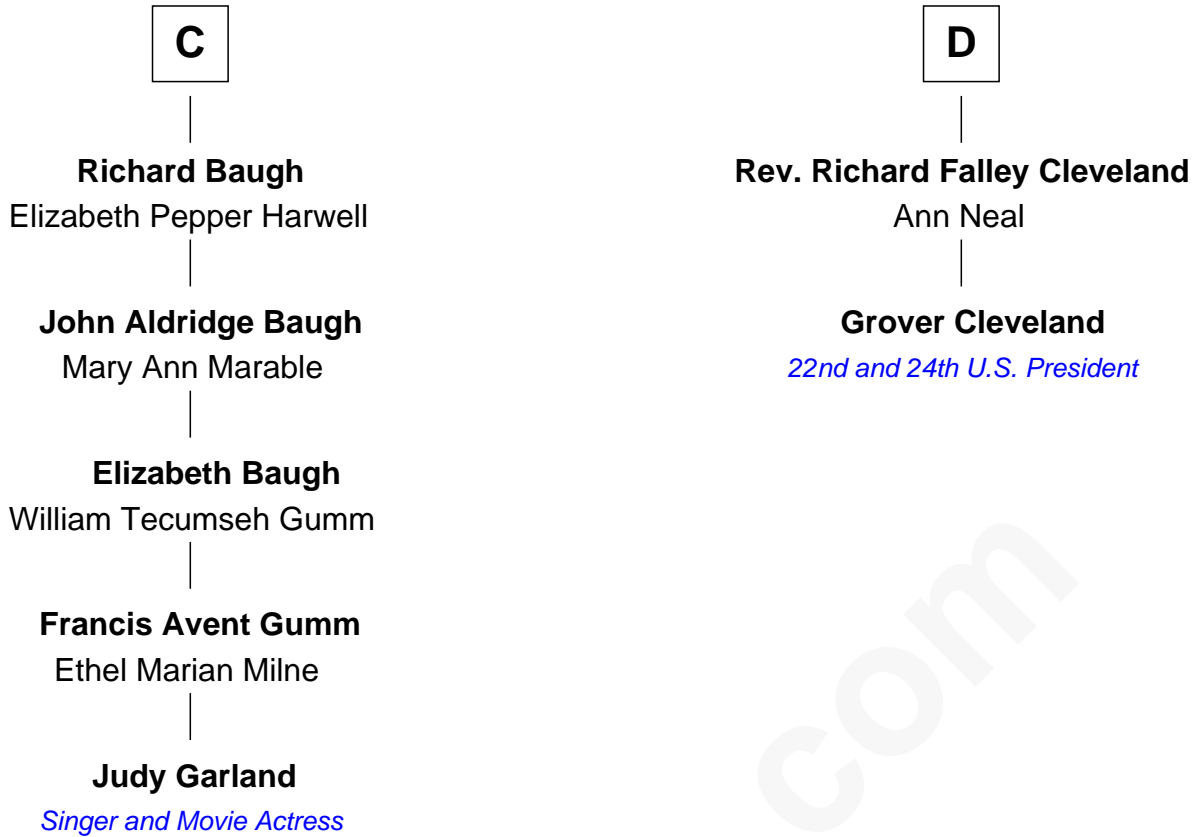 C
Richard Baugh
Elizabeth Pepper Harwell
John Aldridge Baugh
Mary Ann Marable
Elizabeth Baugh
William Tecumseh Gumm
Francis Avent Gumm
Ethel Marian Milne
Judy Garland
Singer and Movie Actress
D
Rev. Richard Falley Cleveland
Ann Neal
Grover Cleveland
22nd and 24th U.S. President
com